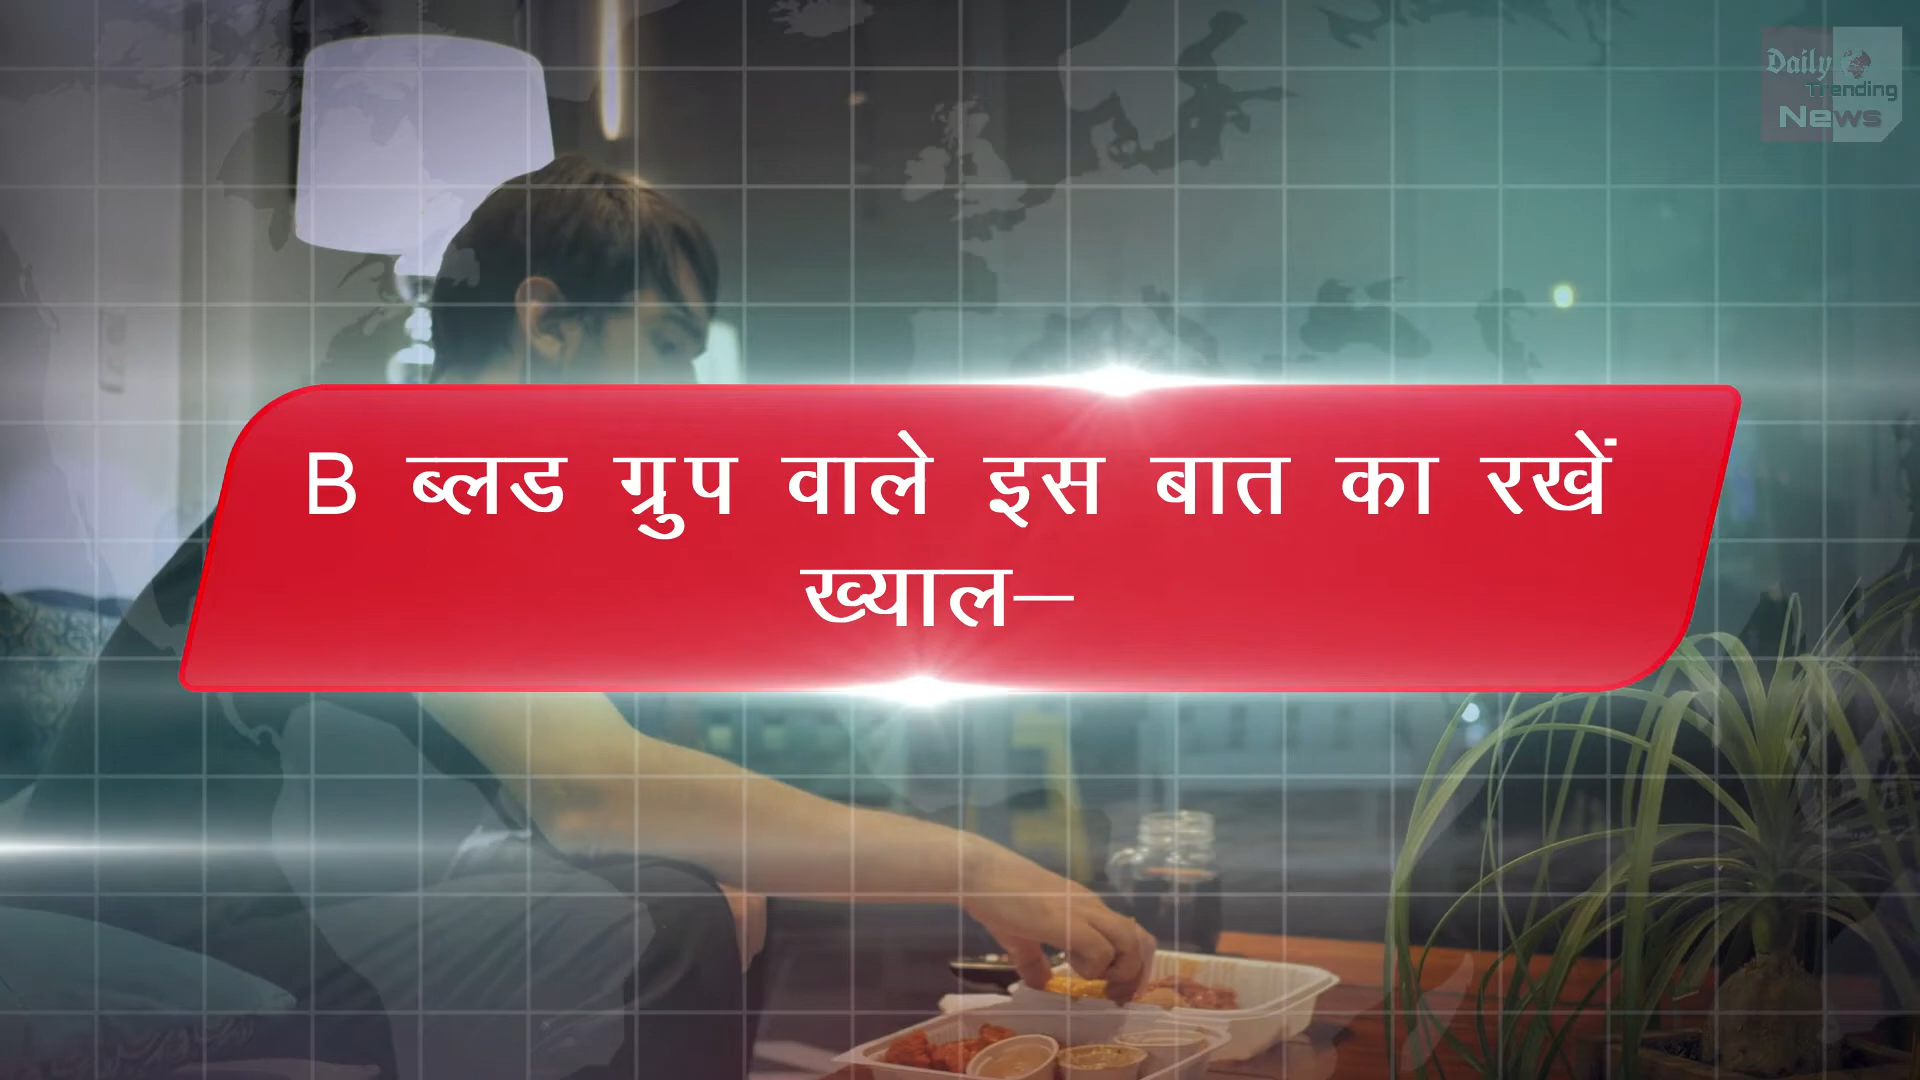 Daily
Trending
News
B ब्लड ग्रुप वाले इस बात का रखें
ख्याल—